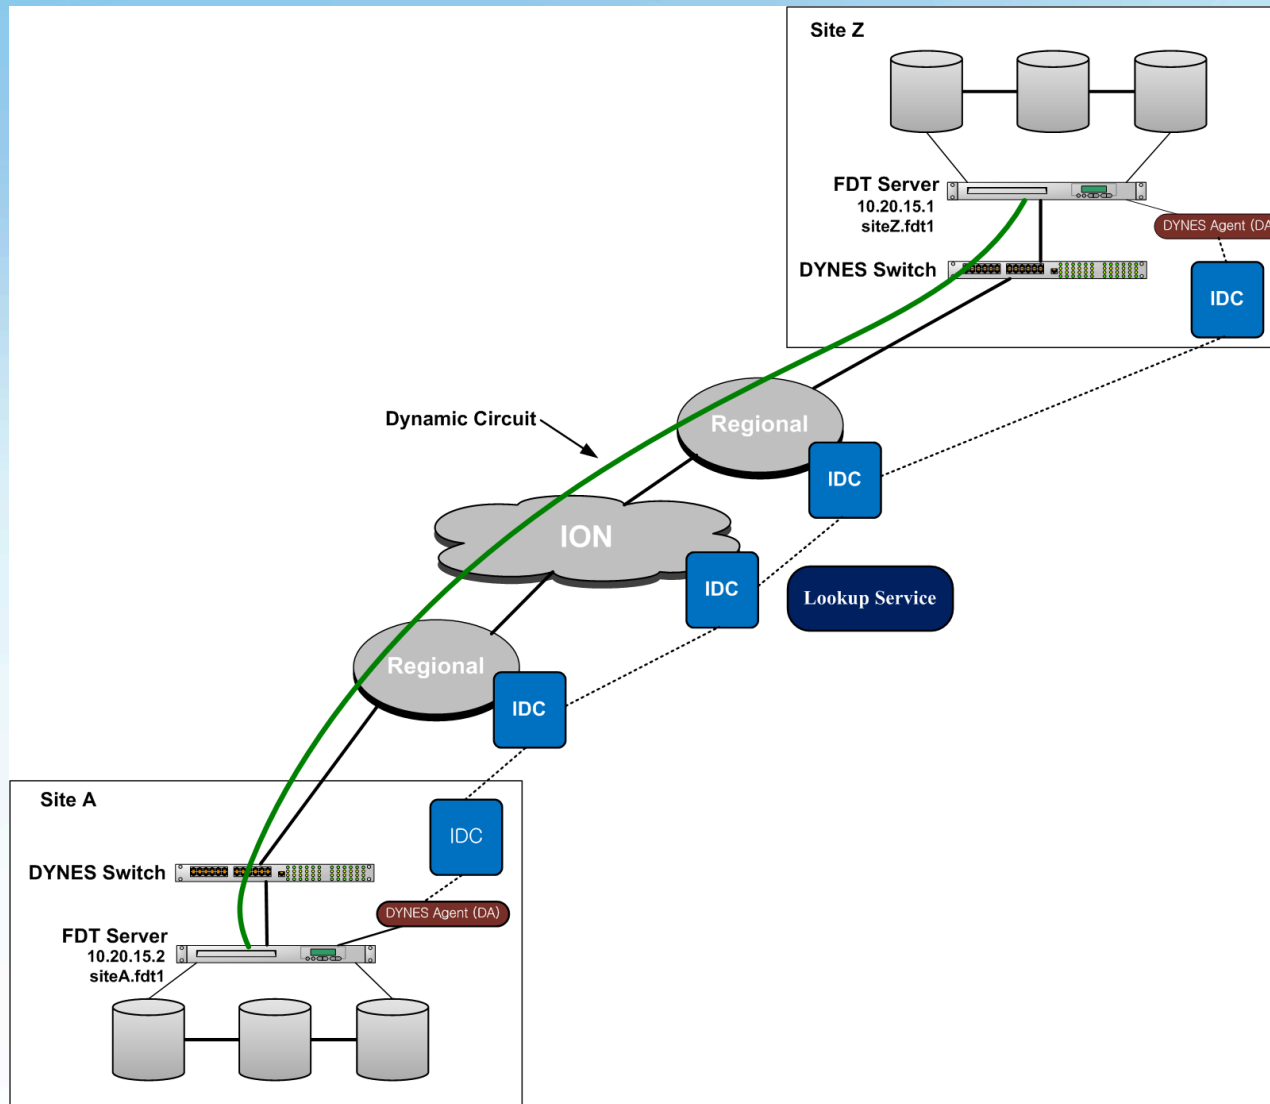 Site Z
FDT Server
10.20.15.1
siteZ.fdt1
DYNES Agent (DA
DYNES Switch
IDC
Dynamic Circuit
Regional
IDC
ION
IDC
Lookup Service
Regional
IDC
Site A
IDC
DYNES Switch
DYNES Agent (DA)
FDT Server
10.20.15.2
siteA.fdt1